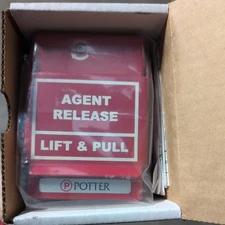 AGENT
RELEASE
LIFT & PULL
P POTTER